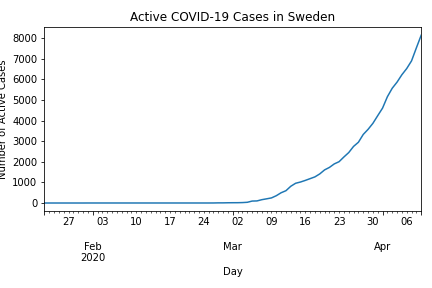 Active COVID-19 Cases in Sweden
8000
7000
6000
5000
4000
3000
2000
1000
0
Number of Active Cases
27 03 10 17 24 02 09 16 23 30 06
Feb Mar Apr
2020
Day